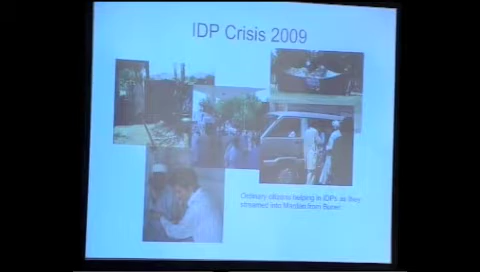 IDP Crisis 2009
Ordinary citizens helping in IDPs as they
streamed into Mardan from Buner.